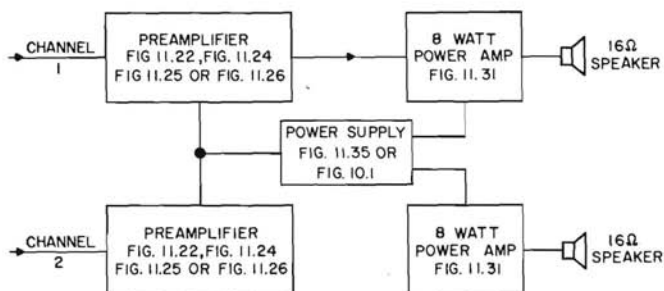 CHANNEL
1
PREAMPLIFIER
FIG 11.22, FIG. 11.24
FIG 11.25 OR FIG. 11.26
8 WATT
POWER AMP
FIG. 11.31
16Ω
SPEAKER
POWER SUPPLY
FIG. 11.35 OR
FIG. 10.1
CHANNEL
2
PREAMPLIFIER
FIG. 11.22, FIG. 11.24
FIG. 11.25 OR FIG. 11.26
8 WATT
POWER AMP
FIG. 11.31
16Ω
SPEAKER